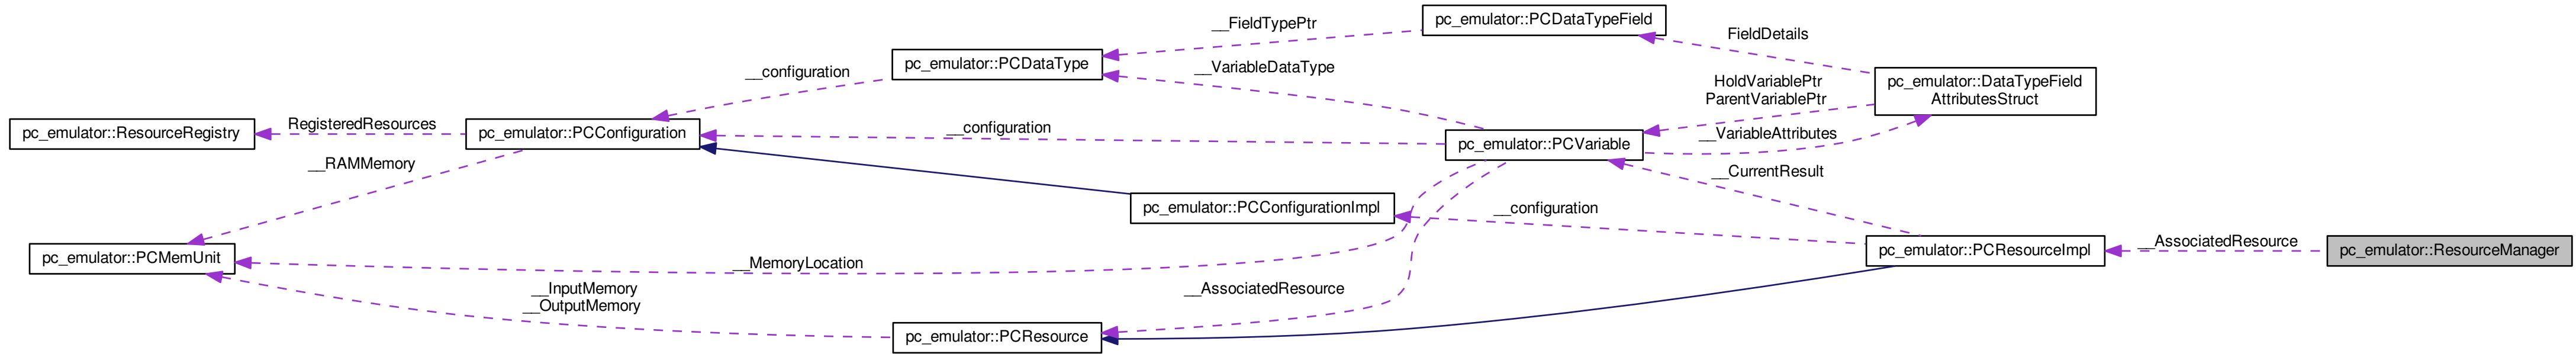 pc_emulator::PCDataTypeField
__FieldTypePtr
FieldDetails
pc_emulator::PCDataType
__configuration
__VariableDataType
HoldVariablePtr
ParentVariablePtr
pc_emulator::DataTypeField
AttributesStruct
pc_emulator::ResourceRegistry
RegisteredResources
pc_emulator::PCConfiguration
__configuration
pc_emulator::PCVariable
__VariableAttributes
__RAMMemory
__CurrentResult
pc_emulator::PCConfigurationImpl
__configuration
pc_emulator::PCMemUnit
__MemoryLocation
pc_emulator::PCResourceImpl
__AssociatedResource
pc_emulator::ResourceManager
__InputMemory
__OutputMemory
__AssociatedResource
pc_emulator::PCResource